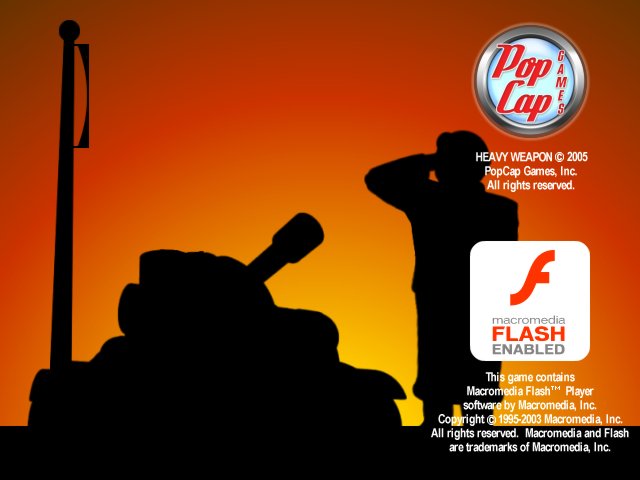 Pop
Cap
GAMES
HEAVY WEAPON © 2005
PopCap Games, Inc.
All rights reserved.
macromedia
FLASH
ENABLED
This game contains
Macromedia Flash™ Player
software by Macromedia, Inc.
Copyright © 1995-2003 Macromedia, Inc.
All rights reserved. Macromedia and Flash
are trademarks of Macromedia, Inc.